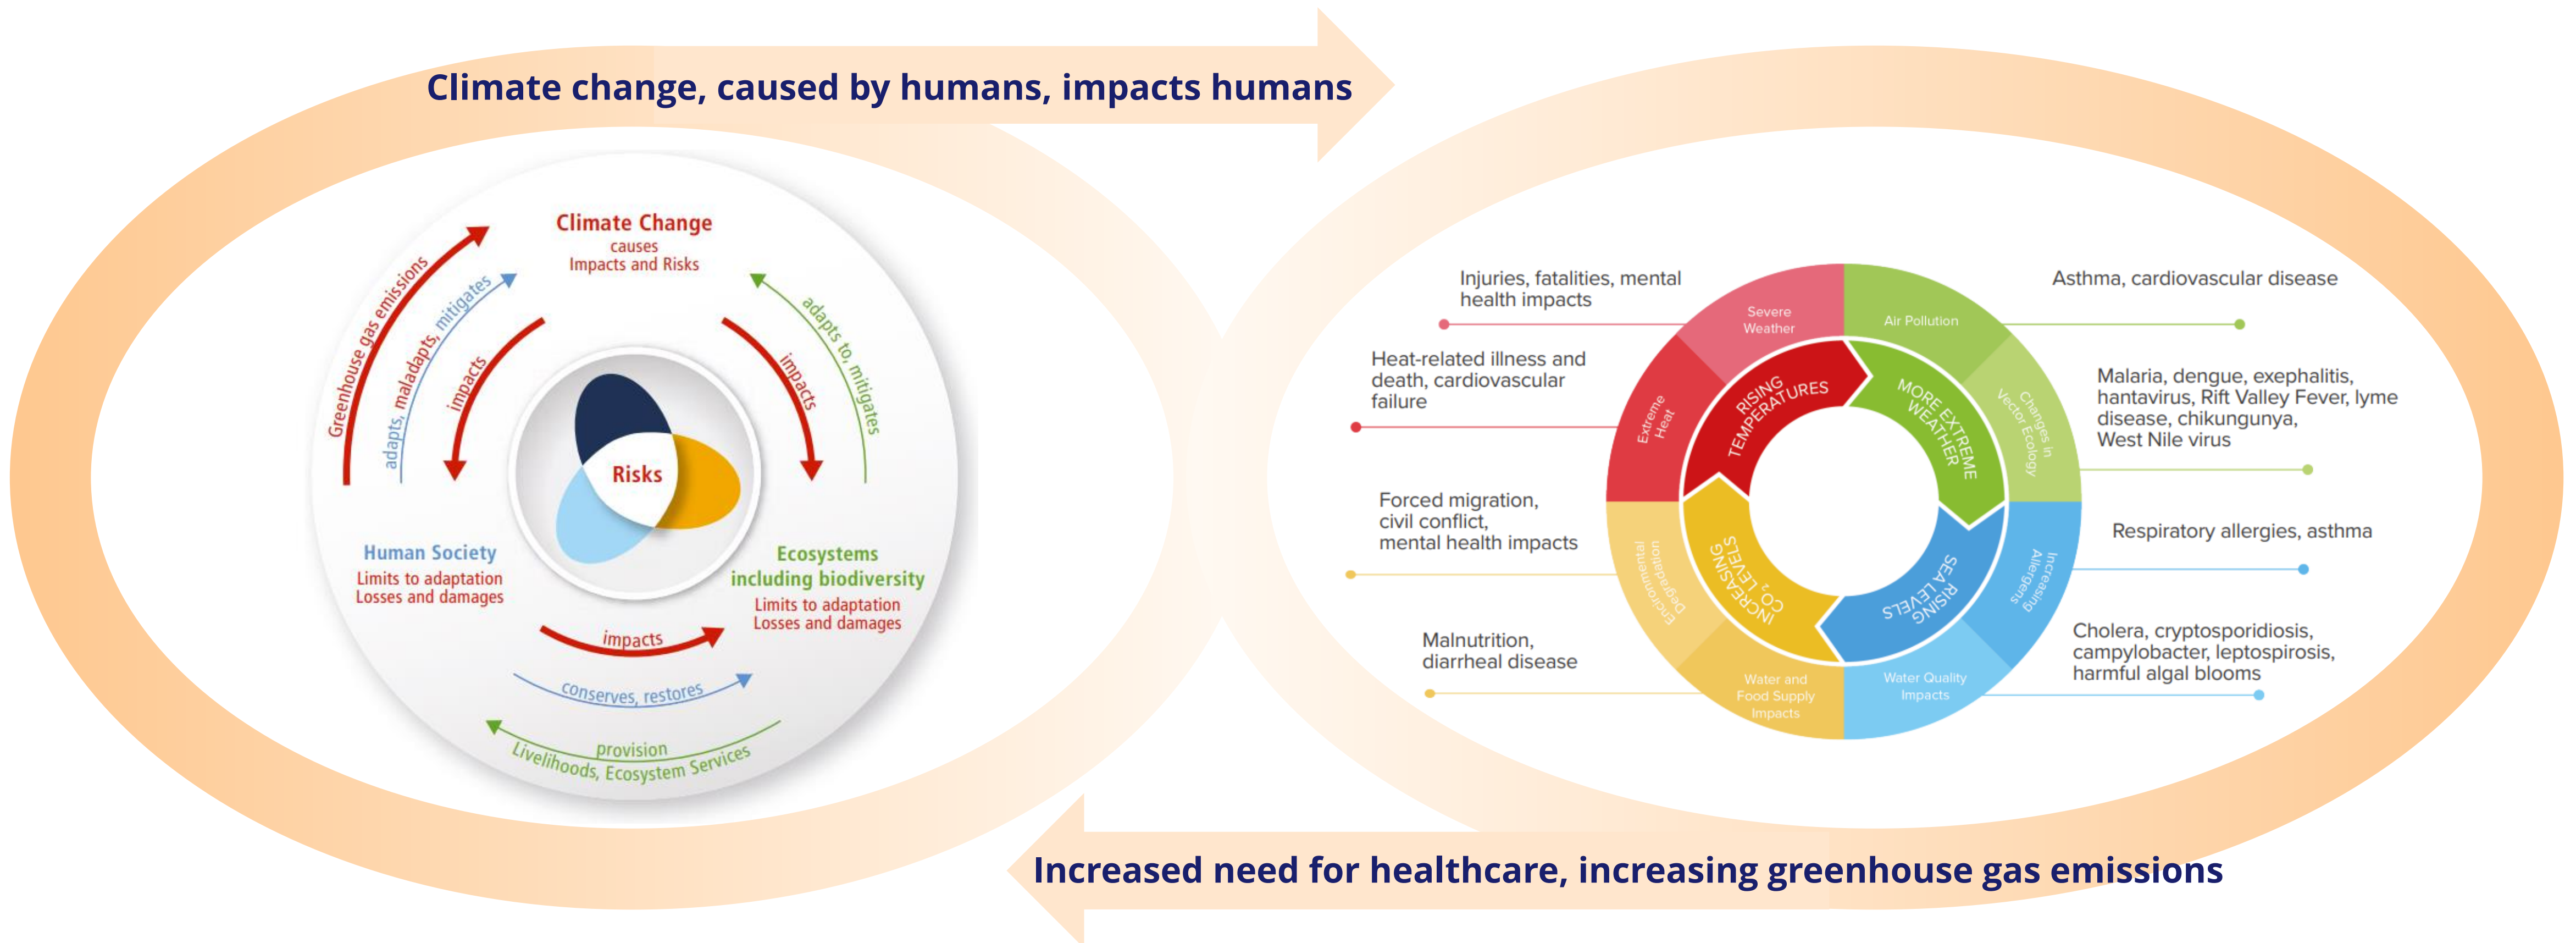 Climate change, caused by humans, impacts humans
Climate Change
causes
Impacts and Risks
Greenhouse gas emissions
adapts, maladapts, mitigates
impacts
impacts
adapts to, mitigates
Risks
Human Society
Limits to adaptation
Losses and damages
Ecosystems
including biodiversity
Limits to adaptation
Losses and damages
impacts
conserves, restores
provision
Livelihoods, Ecosystem Services
Injuries, fatalities, mental
health impacts
Heat-related illness and
death, cardiovascular
failure
Forced migration,
civil conflict,
mental health impacts
Malnutrition,
diarrheal disease
Severe
Weather
Air Pollution
Extreme
Heat
Changes in
Vector Ecology
RISING
TEMPERATURES
MORE EXTREME
WEATHER
INCREASING
CO₂ LEVELS
RISING
SEA LEVELS
Environmental
Degradation
Increasing
Allergens
Water and
Food Supply
Impacts
Water Quality
Impacts
Asthma, cardiovascular disease
Malaria, dengue, exephalitis,
hantavirus, Rift Valley Fever, lyme
disease, chikungunya,
West Nile virus
Respiratory allergies, asthma
Cholera, cryptosporidiosis,
campylobacter, leptospirosis,
harmful algal blooms
Increased need for healthcare, increasing greenhouse gas emissions